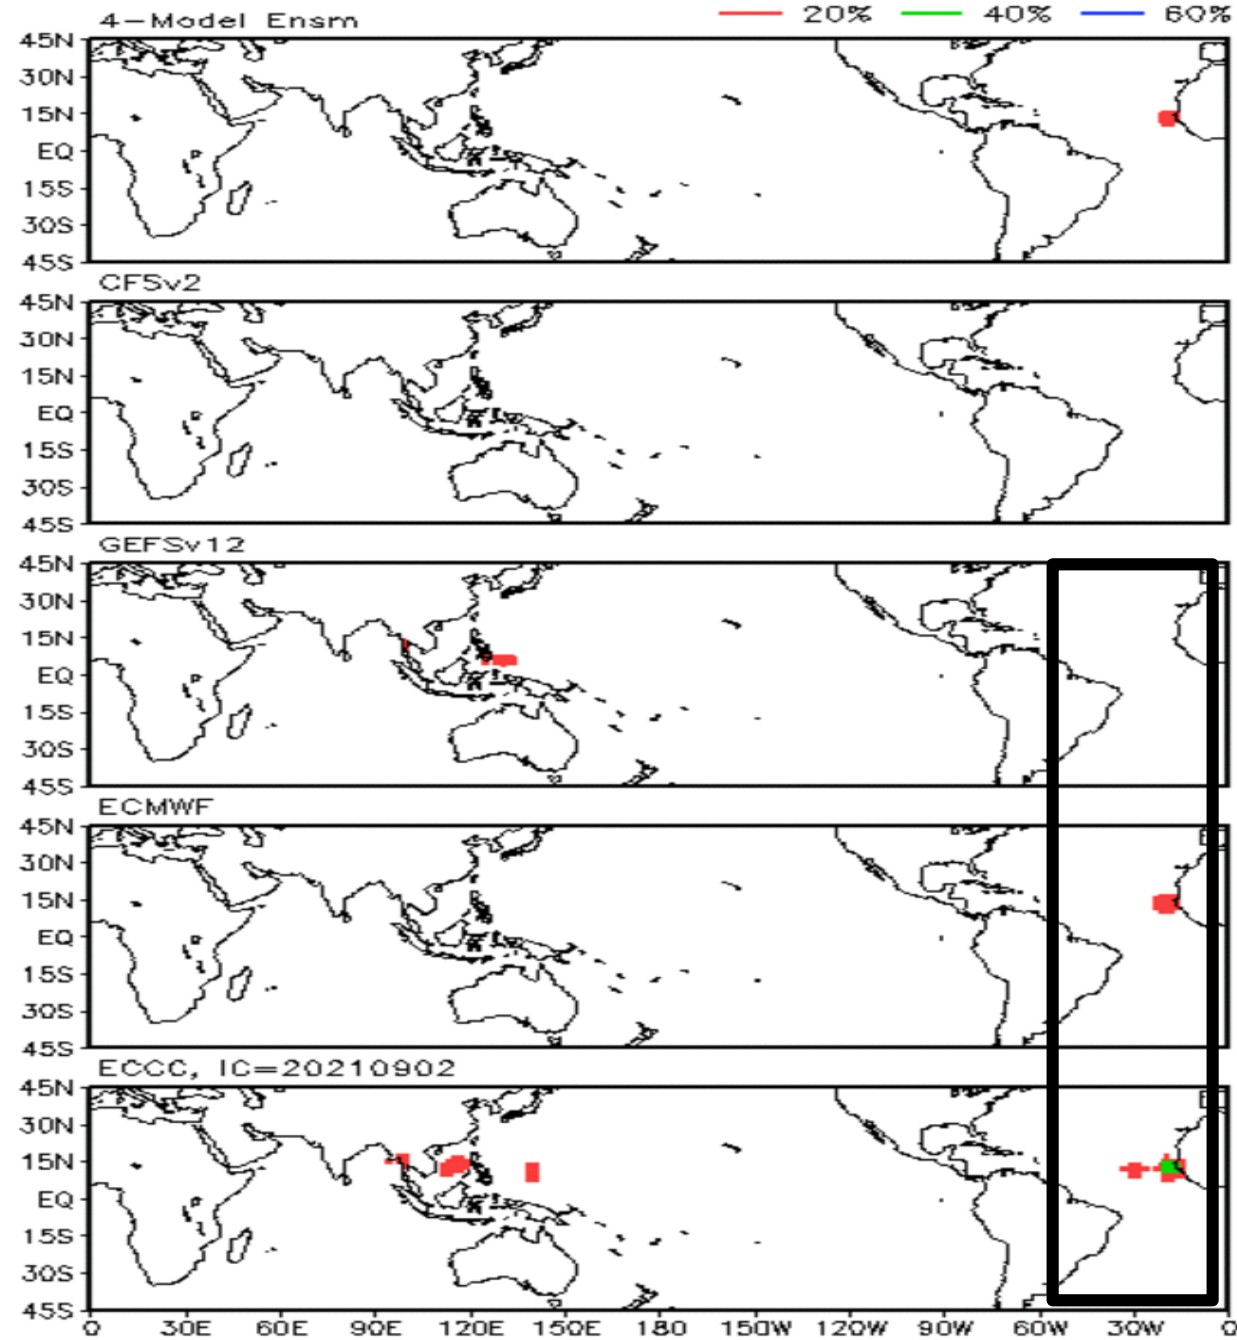 4-Model Ensm 20% 40% 60%
45N
30N
15N
EQ
15S
30S
45S
CFSv2
45N
30N
15N
EQ
15S
30S
45S
GEFSv12
45N
30N
15N
EQ
15S
30S
45S
ECMWF
45N
30N
15N
EQ
15S
30S
45S
ECCC, IC=20210902
45N
30N
15N
EQ
15S
30S
45S
0 30E 60E 90E 120E 150E 180 150W 120W 90W 60W 30W 0